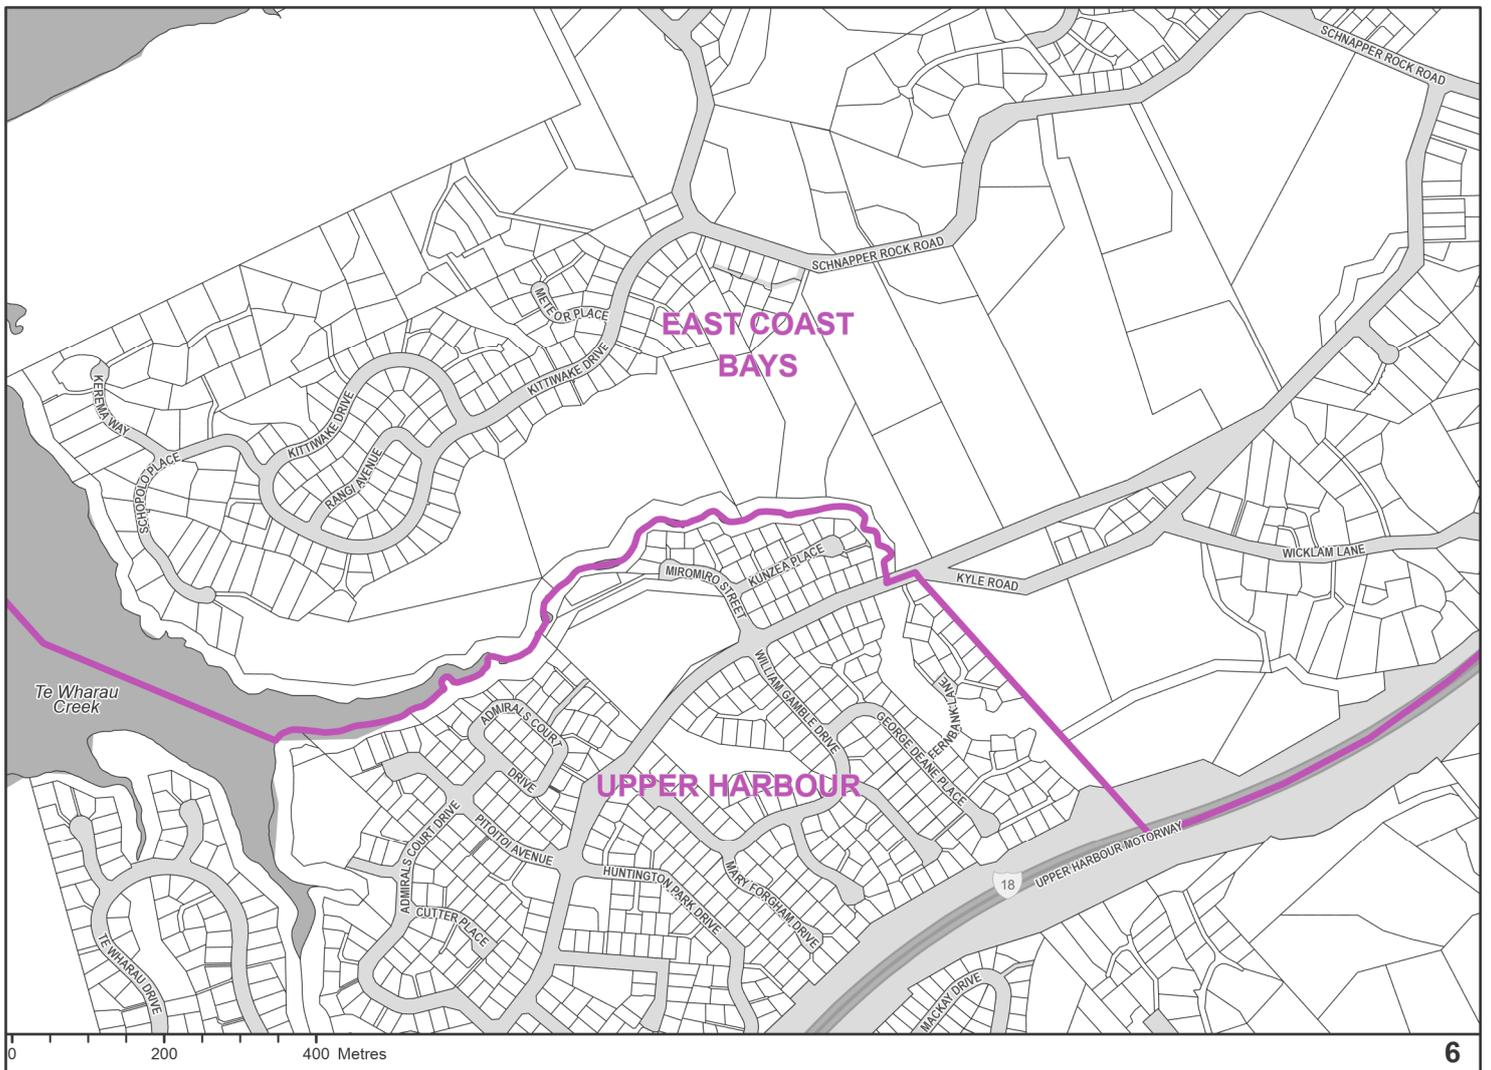 SCHNAPPER ROCK ROAD
SCHNAPPER ROCK ROAD
METEOR PLACE
EAST COAST
BAYS
KITTIWAKE DRIVE
KEREMA WAY
KITTIWAKE DRIVE
SCHOPOLO PLACE
RANGI AVENUE
WICKLAM LANE
KUNZEA PLACE
MIROMIRO STREET
KYLE ROAD
Te Wharau
Creek
WILLIAM GAMBLE DRIVE
FERNBANK LANE
GEORGE DEANE PLACE
ADMIRALS COURT
DRIVE
UPPER HARBOUR
ADMIRALS COURT DRIVE
PITOITOI AVENUE
UPPER HARBOUR MOTORWAY
18
HUNTINGTON PARK DRIVE
MARY FORGHAM DRIVE
CUTTER PLACE
TE WHARAU DRIVE
MACKAY DRIVE
0 200 400 Metres
6